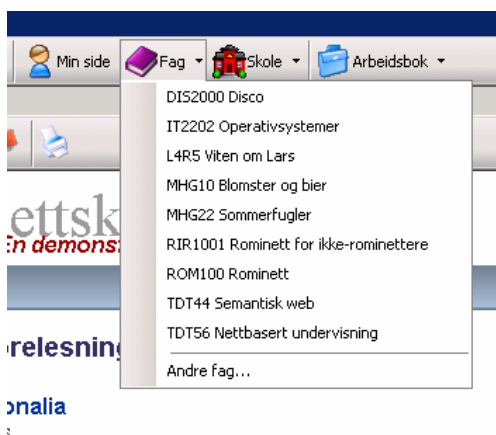 Min side Fag Skole Arbeidsbok
DIS2000 Disco
IT2202 Operativsystemer
L4R5 Viten om Lars
MHG10 Blomster og bier
MHG22 Sommerfugler
RIR1001 Rominett for ikke-rominettere
ROM100 Rominett
TDT44 Semantisk web
TDT56 Nettbasert undervisning
Andre fag...
ettsk
En demons
relesning
onalia